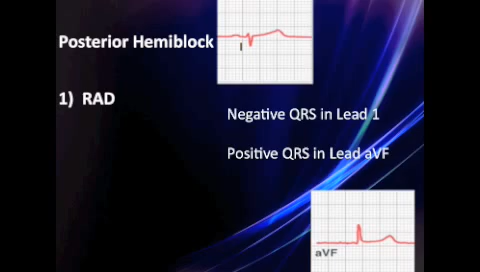 Posterior Hemiblock
I
1) RAD
Negative QRS in Lead 1
Positive QRS in Lead aVF
aVF